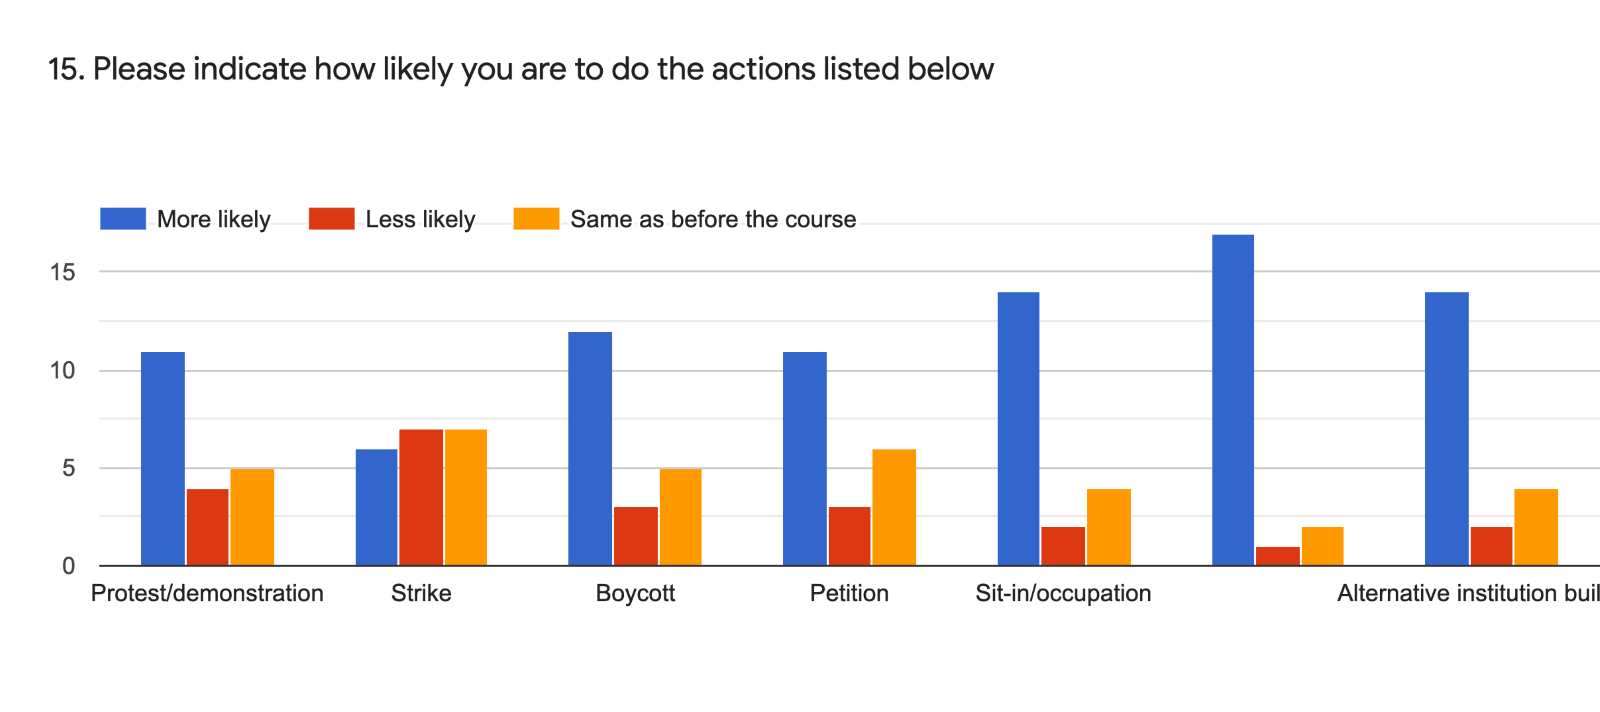 15. Please indicate how likely you are to do the actions listed below
More likely Less likely Same as before the course
15
10
5
0
Protest/demonstration Strike Boycott Petition Sit-in/occupation Alternative institution buil